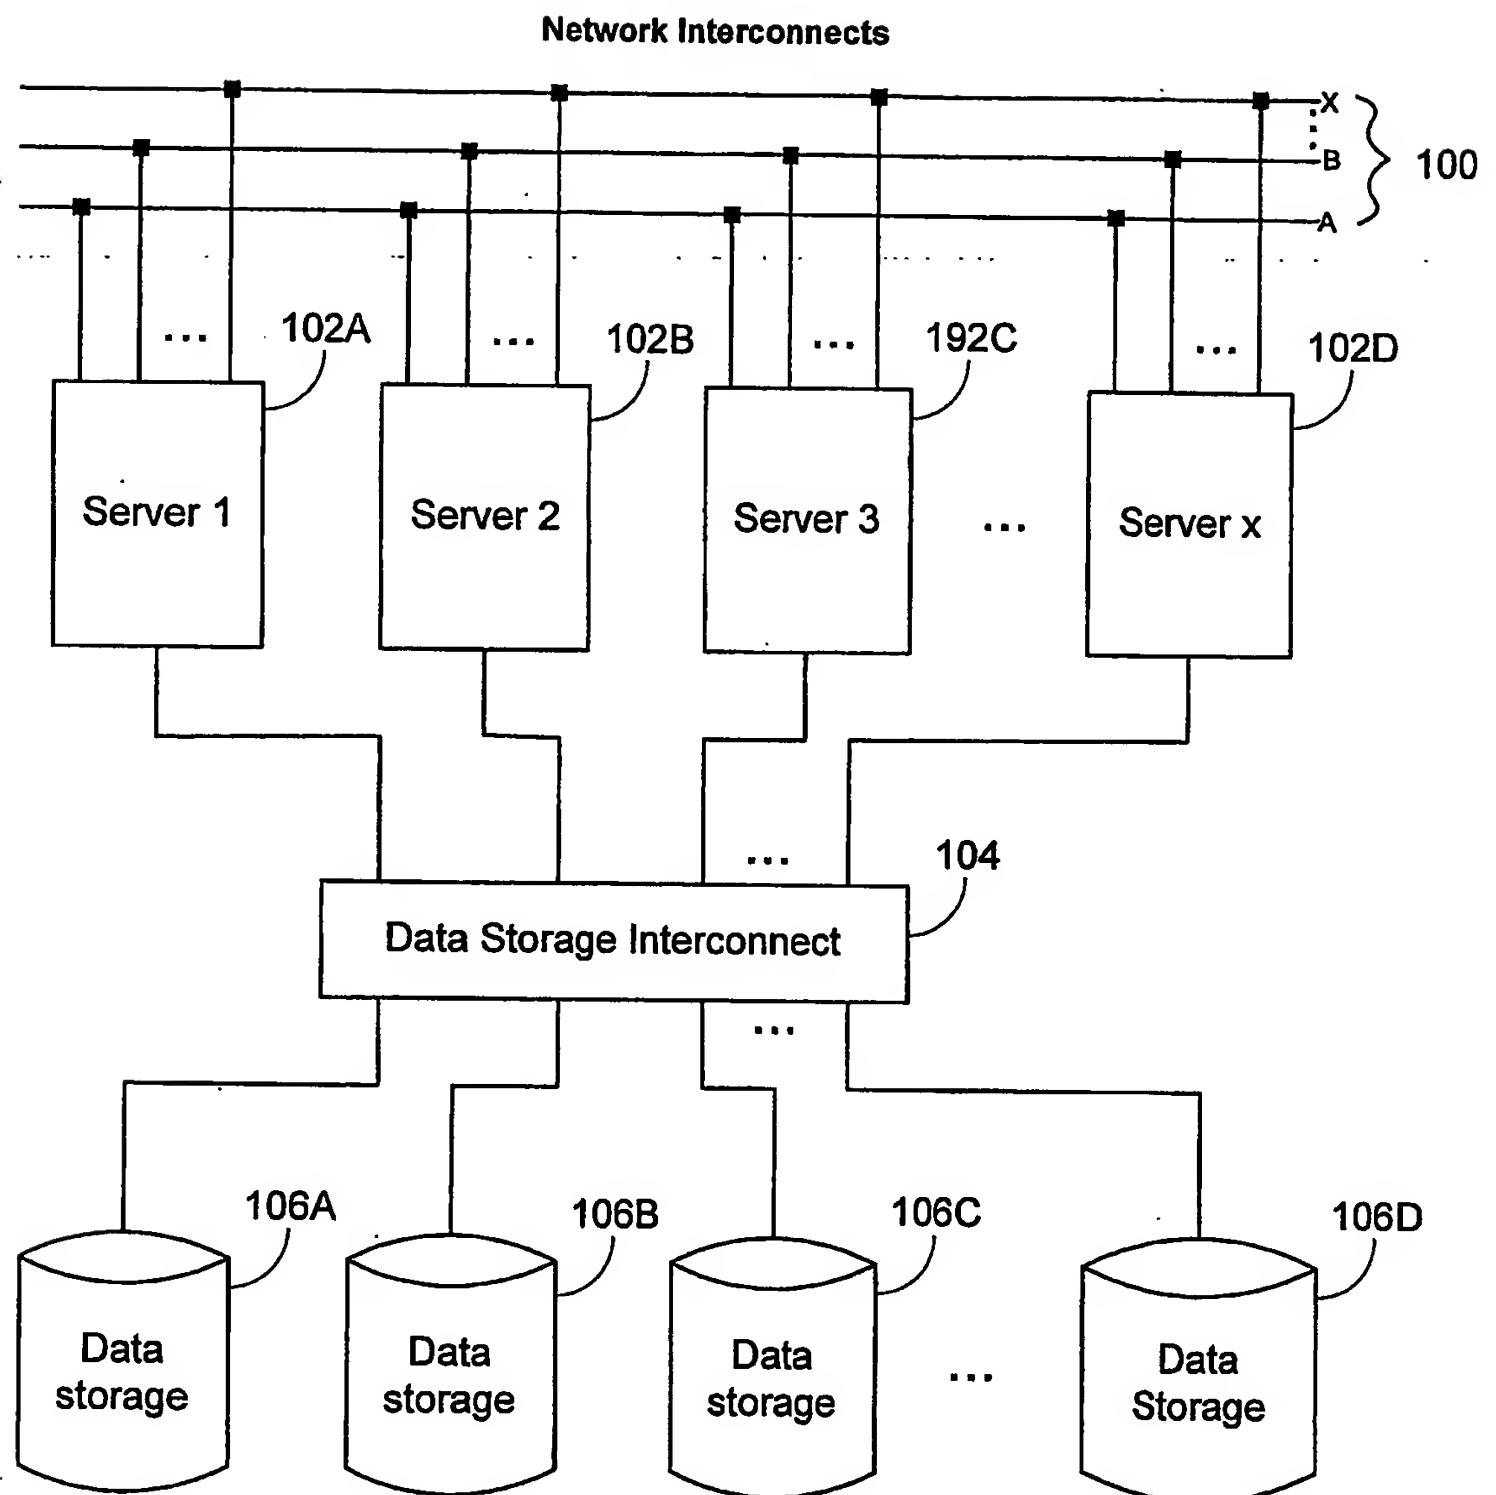 Network Interconnects
X
B
100
A
... 102A ... 102B ... 192C ... 102D
Server 1
Server 2
Server 3
...
Server x
...
104
Data Storage Interconnect
...
106A
106B
106C
106D
Data
storage
Data
storage
Data
storage
...
Data
Storage